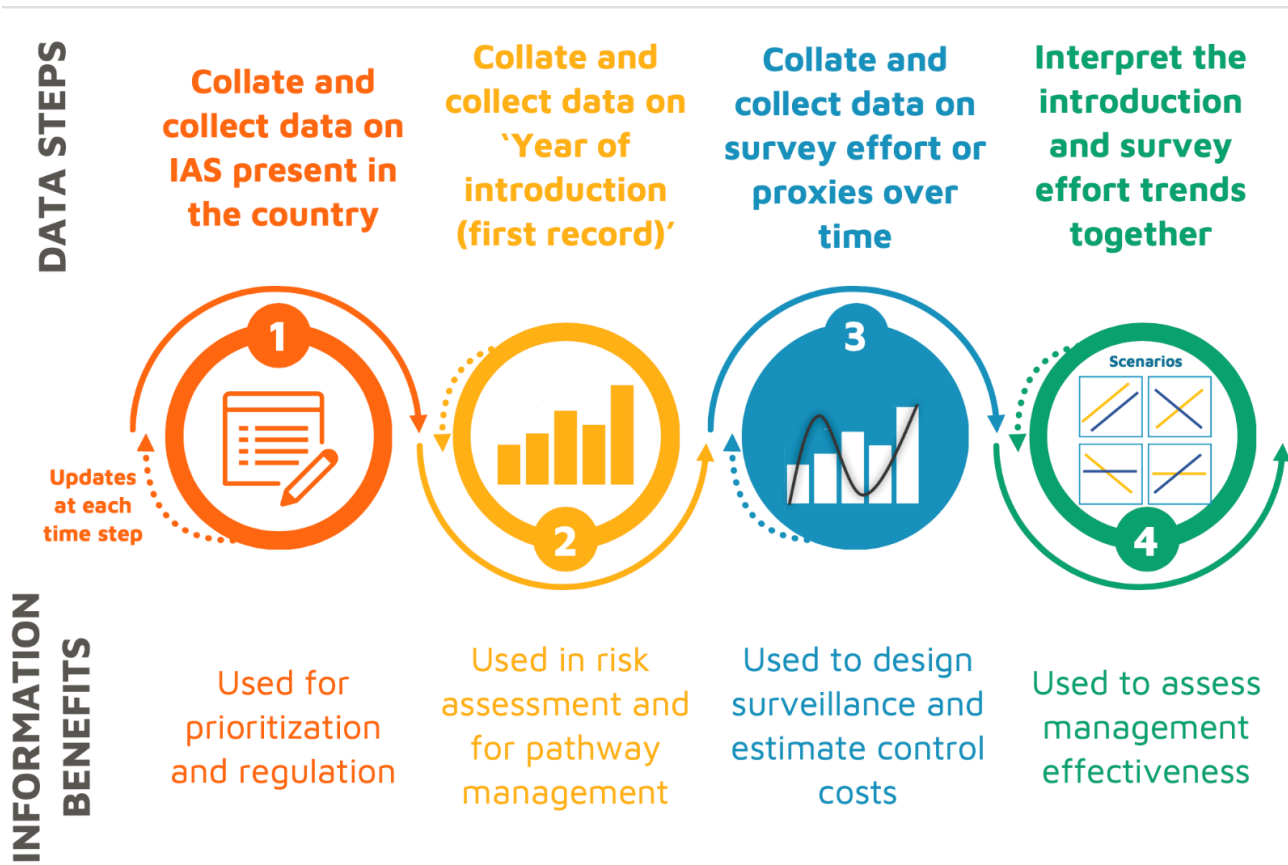 DATA STEPS
Collate and
collect data on
IAS present in
the country
Collate and
collect data on
‘Year of
introduction
(first record)’
Collate and
collect data on
survey effort or
proxies over
time
Interpret the
introduction
and survey
effort trends
together
1
2
3
4
Scenarios
Updates
at each
time step
INFORMATION
BENEFITS
Used for
prioritization
and regulation
Used in risk
assessment and
for pathway
management
Used to design
surveillance and
estimate control
costs
Used to assess
management
effectiveness